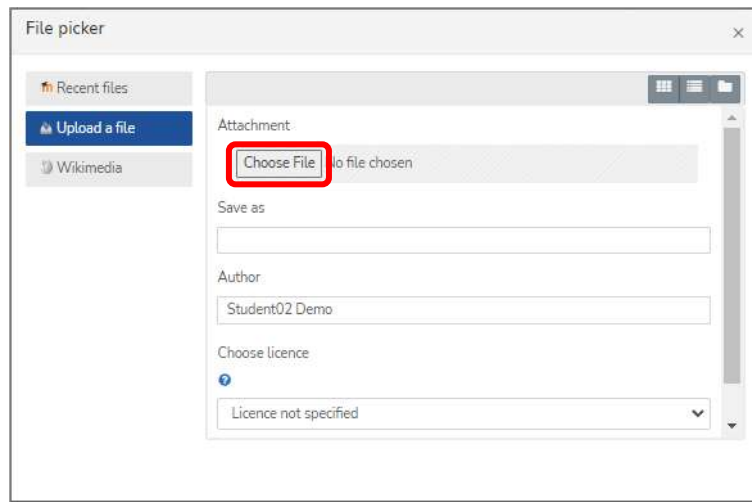 File picker
×
Recent files
Upload a file
Wikimedia
Attachment
Choose File No file chosen
Save as
Author
Student02 Demo
Choose licence
?
Licence not specified